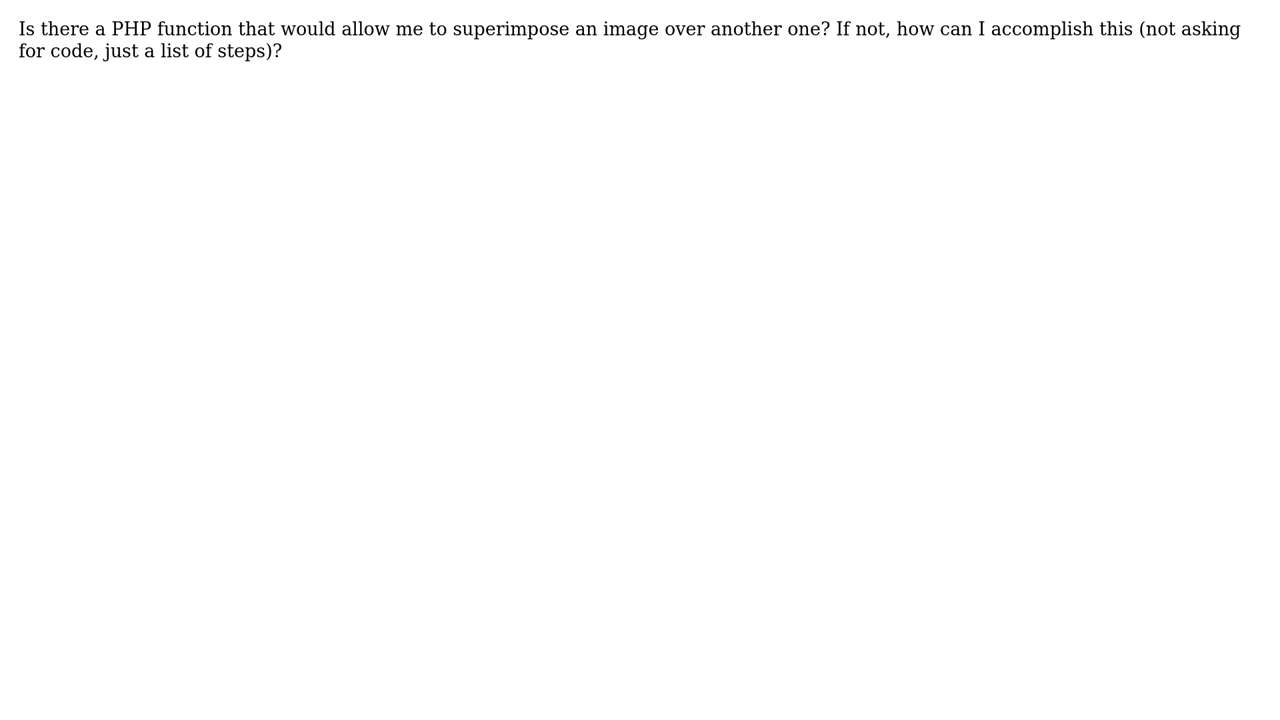 Is there a PHP function that would allow me to superimpose an image over another one? If not, how can I accomplish this (not asking
for code, just a list of steps)?